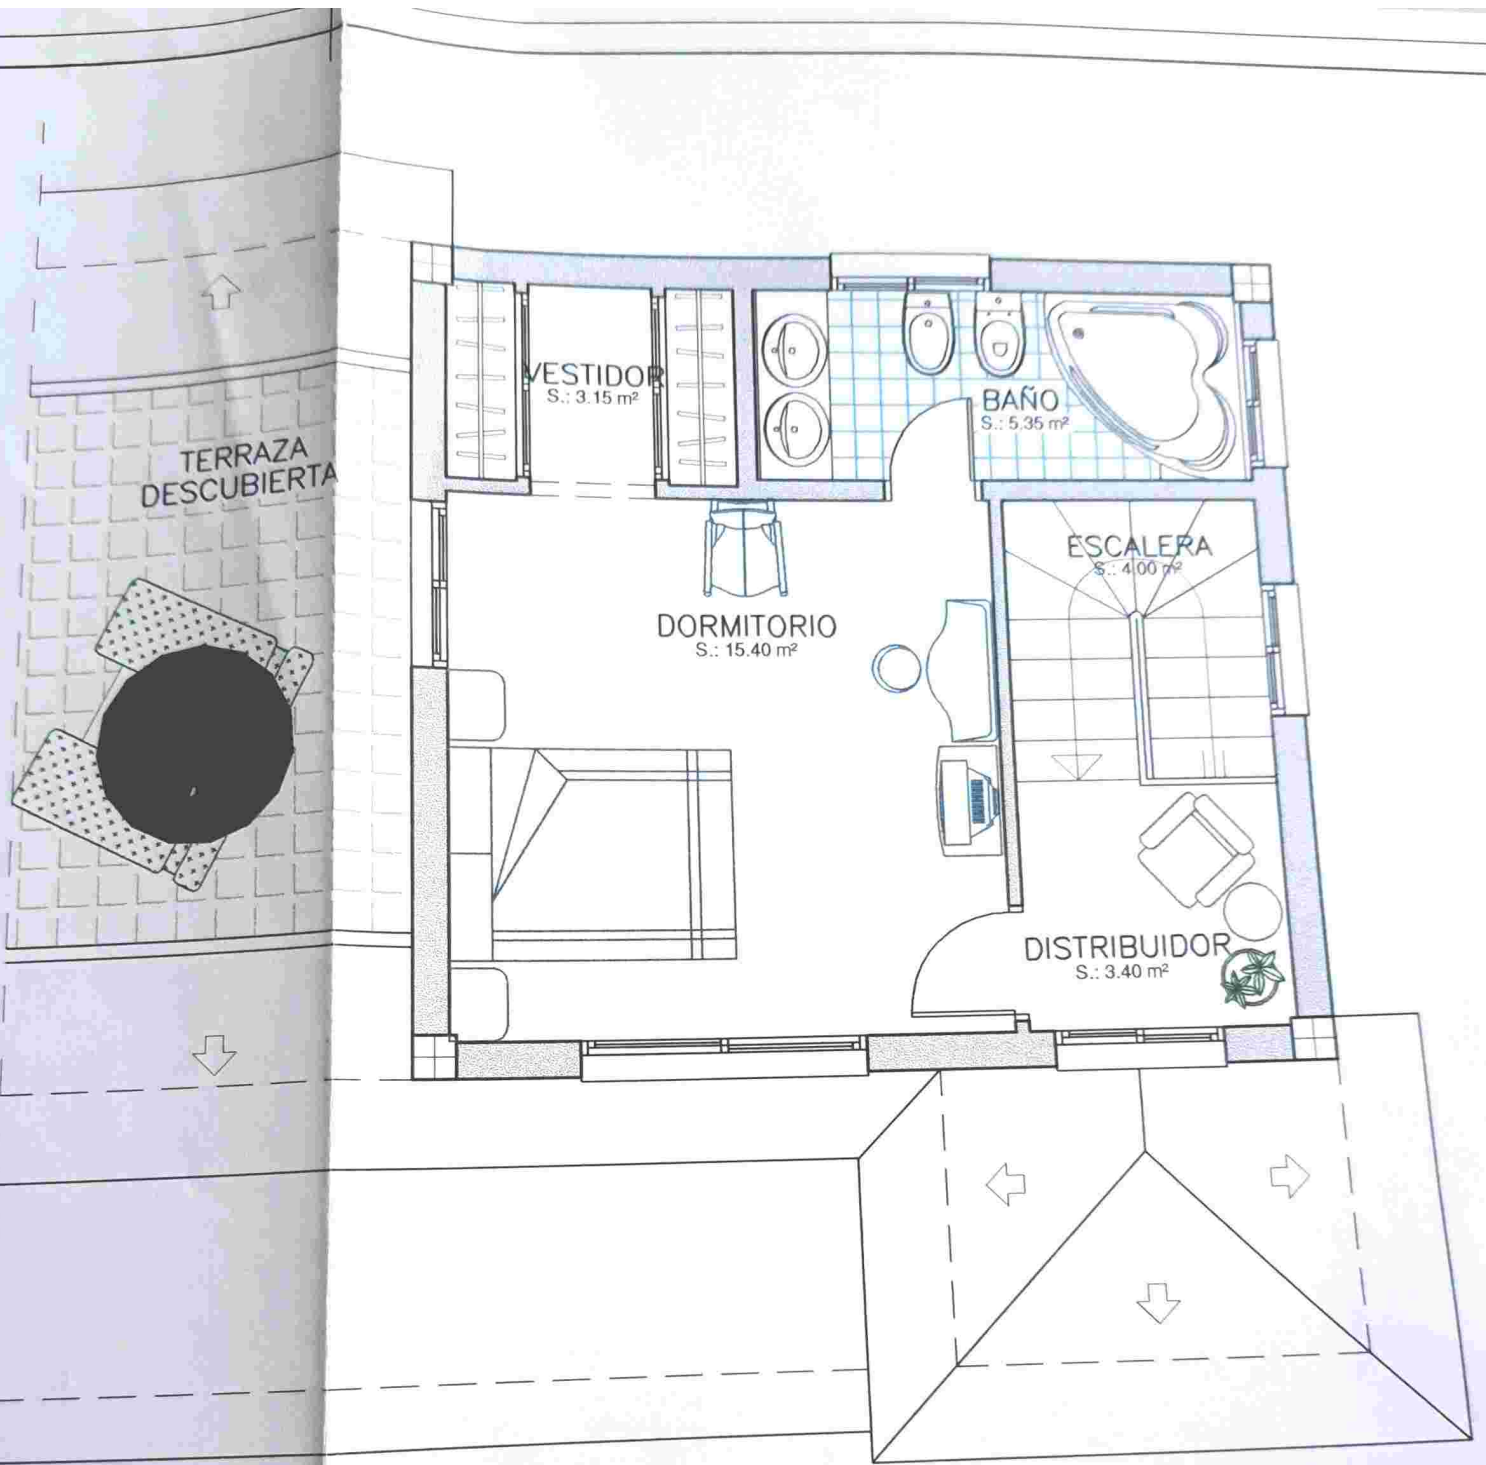 VESTIDOR
S.: 3.15 m²
BAÑO
S.: 5.35 m²
TERRAZA
DESCUBIERTA
ESCALERA
S.: 4.00 m²
DORMITORIO
S.: 15.40 m²
DISTRIBUIDOR
S.: 3.40 m²